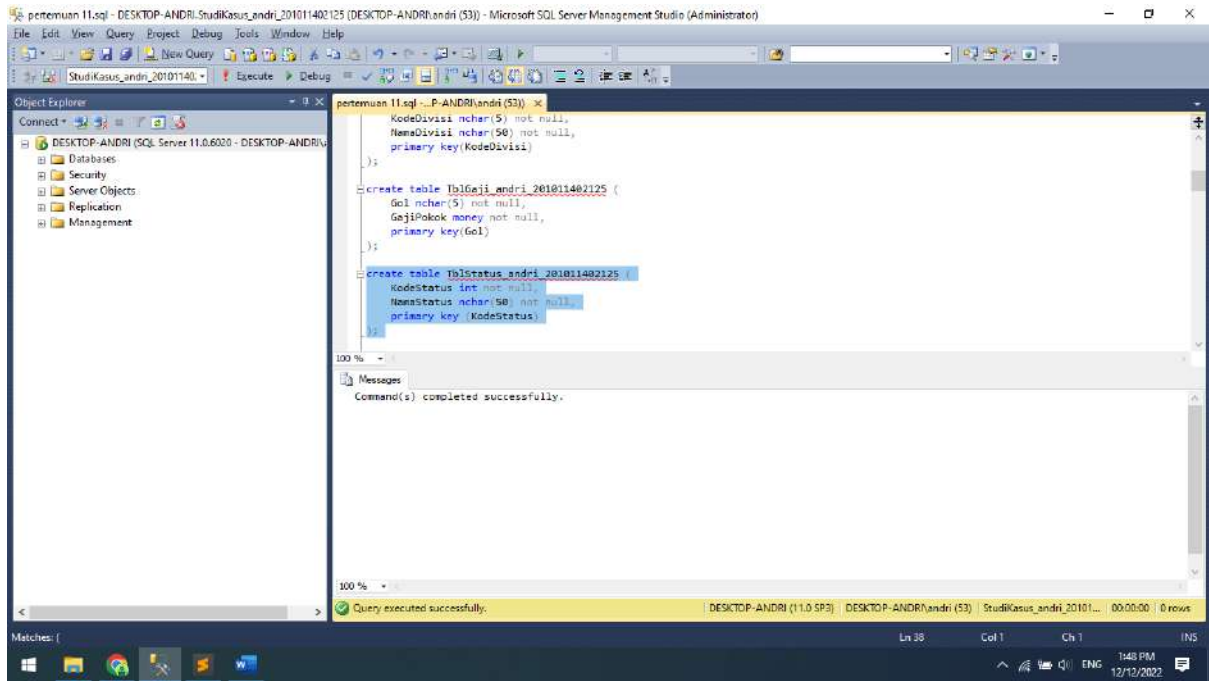 pertemuan 11.sql - DESKTOP-ANDRI.StudiKasus_andri_201011402125 (DESKTOP-ANDRI\andri (53)) - Microsoft SQL Server Management Studio (Administrator)
File Edit View Query Project Debug Tools Window Help
New Query
StudiKasus_andri_20101140. Execute Debug
Object Explorer
pertemuan 11.sql -...P-ANDRI\andri (53))
Connect
DESKTOP-ANDRI (SQL Server 11.0.6020 - DESKTOP-ANDRI\
Databases
Security
Server Objects
Replication
Management
KodeDivisi nchar(5) not null,
NamaDivisi nchar(50) not null,
primary key(KodeDivisi)
);
create table TblGaji_andri_201011402125 (
Gol nchar(5) not null,
GajiPokok money not null,
primary key(Gol)
);
create table TblStatus_andri_201011402125 (
KodeStatus int not null,
NamaStatus nchar(50) not null,
primary key (KodeStatus)
);
100 %
Messages
Command(s) completed successfully.
100 %
Query executed successfully. DESKTOP-ANDRI (11.0 SP3) DESKTOP-ANDRI\andri (53) StudiKasus_andri_20101... 00:00:00 0 rows
Matches: ( Ln 38 Col 1 Ch 1 INS
ENG 1:48 PM
12/12/2022